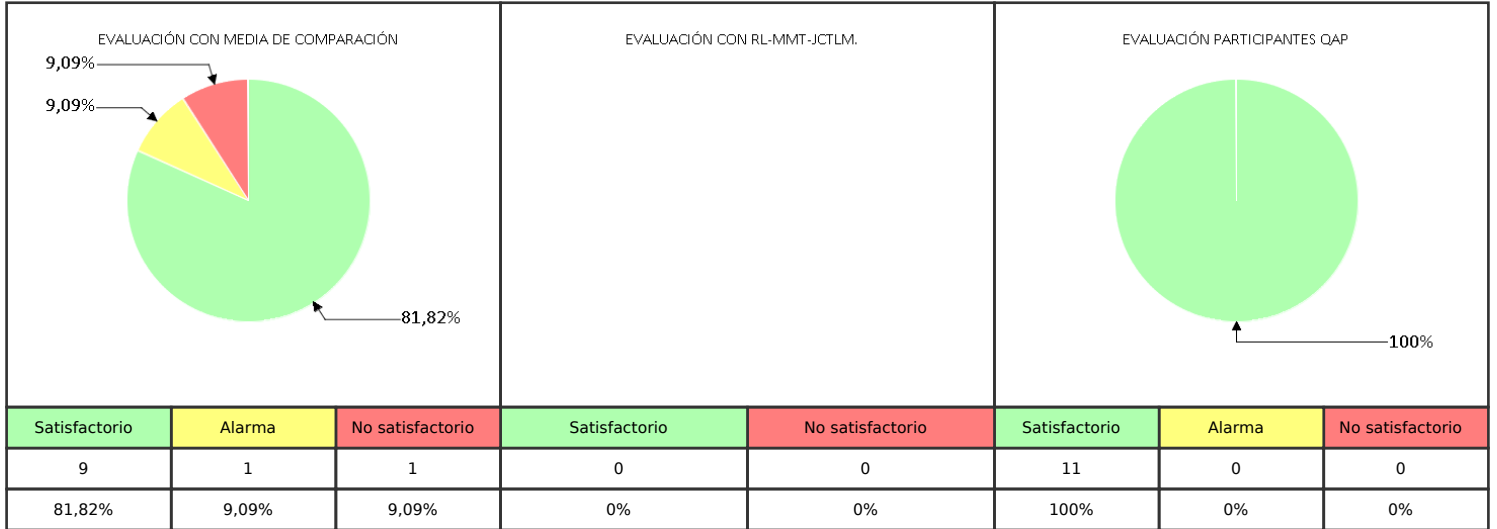 EVALUACIÓN CON MEDIA DE COMPARACIÓN
9,09%
9,09%
81,82%
EVALUACIÓN CON RL-MMT-JCTLM.
EVALUACIÓN PARTICIPANTES QAP
100%
Satisfactorio Alarma No satisfactorio Satisfactorio No satisfactorio Satisfactorio Alarma No satisfactorio
9 1 1 0 0 11 0 0
81,82% 9,09% 9,09% 0% 0% 100% 0% 0%